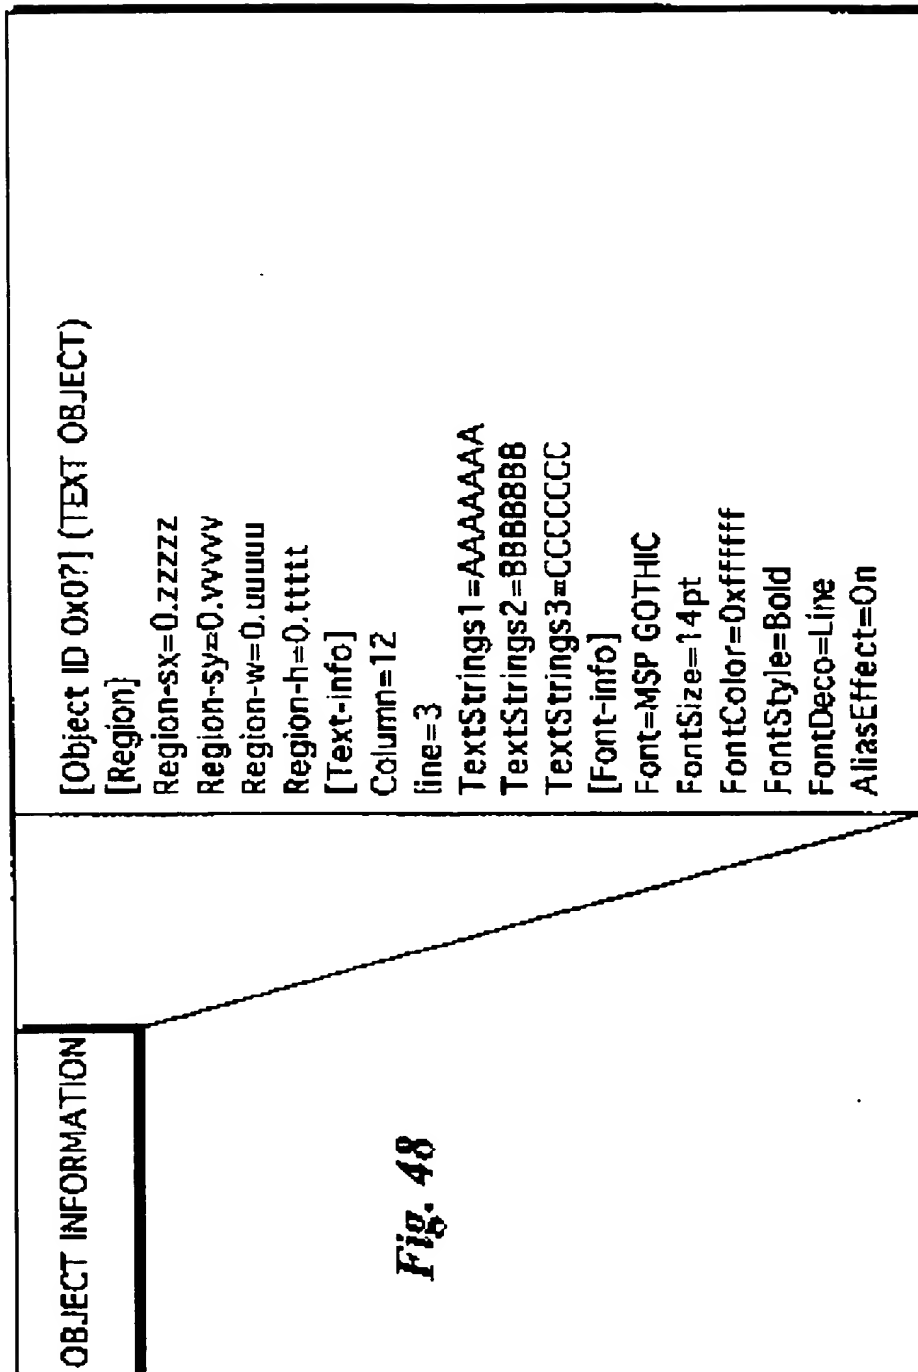 OBJECT INFORMATION
[Object ID 0x0?] (TEXT OBJECT)
[Region]
Region-sx=0.zzzzz
Region-sy=0.vvvvv
Region-w=0.uuuuu
Region-h=0.ttttt
[Text-info]
Column=12
line=3
TextStrings1=AAAAAAA
TextStrings2=BBBBBBB
TextStrings3=CCCCCCC
[Font-info]
Font=MSP GOTHIC
FontSize=14pt
FontColor=0xffffff
FontStyle=Bold
FontDeco=Line
AliasEffect=On
Fig. 48